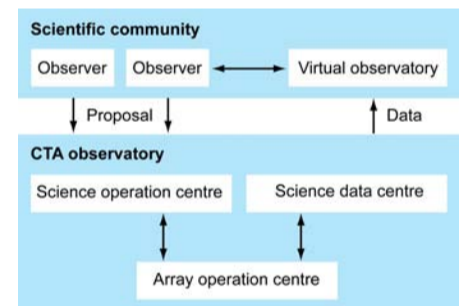 Scientific community
Observer
Observer
Virtual observatory
Proposal
Data
CTA observatory
Science operation centre
Science data centre
Array operation centre